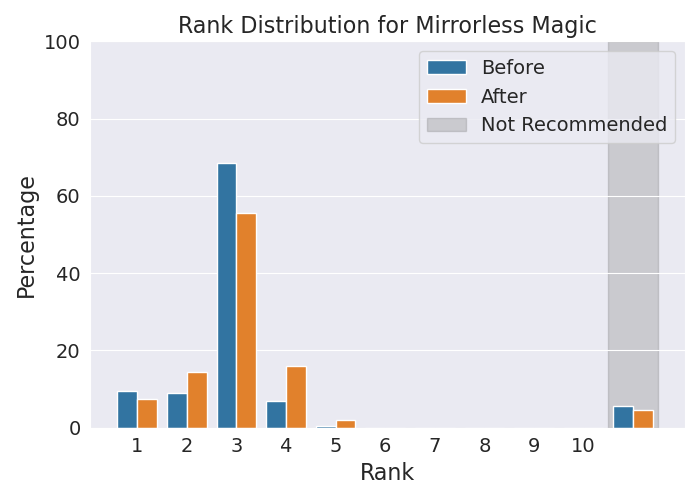 Rank Distribution for Mirrorless Magic
100
80
60
40
20
0
Percentage
Before
After
Not Recommended
1 2 3 4 5 6 7 8 9 10
Rank